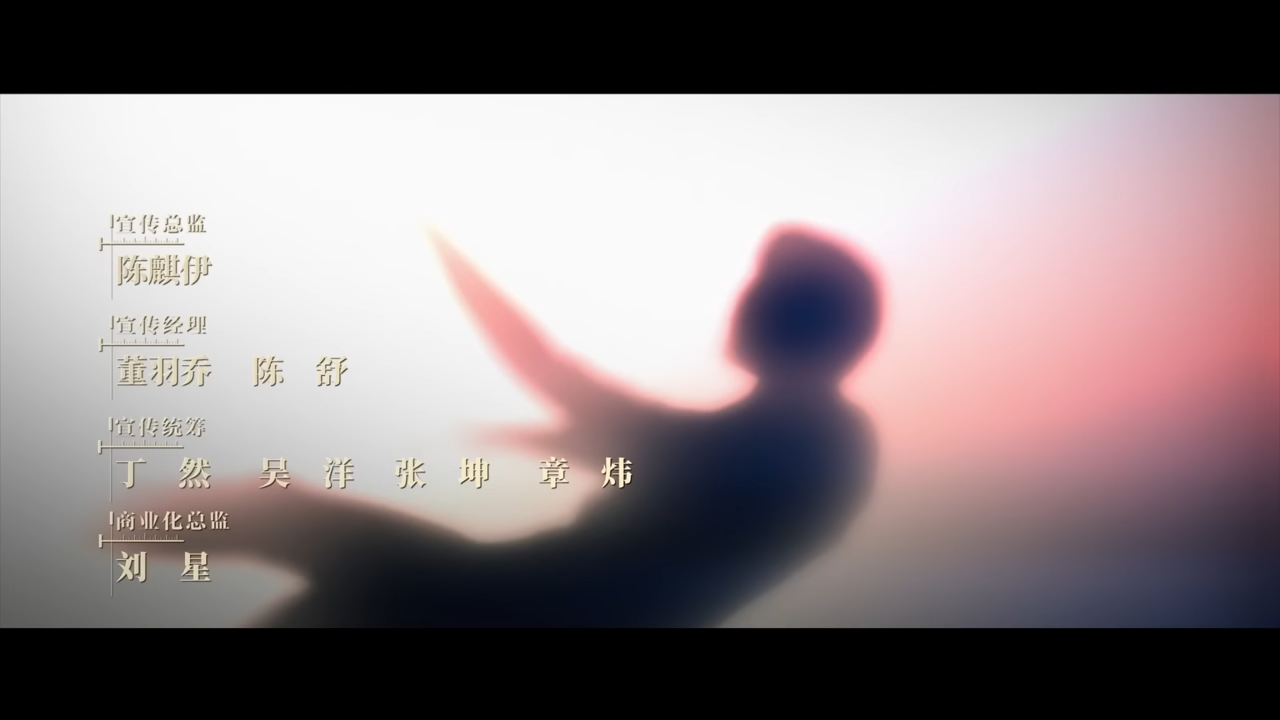 宣传总监
陈麒伊
宣传经理
董羽乔 陈 舒
宣传统筹
丁 然 吴 洋 张 坤 章 炜
商业化总监
刘 星